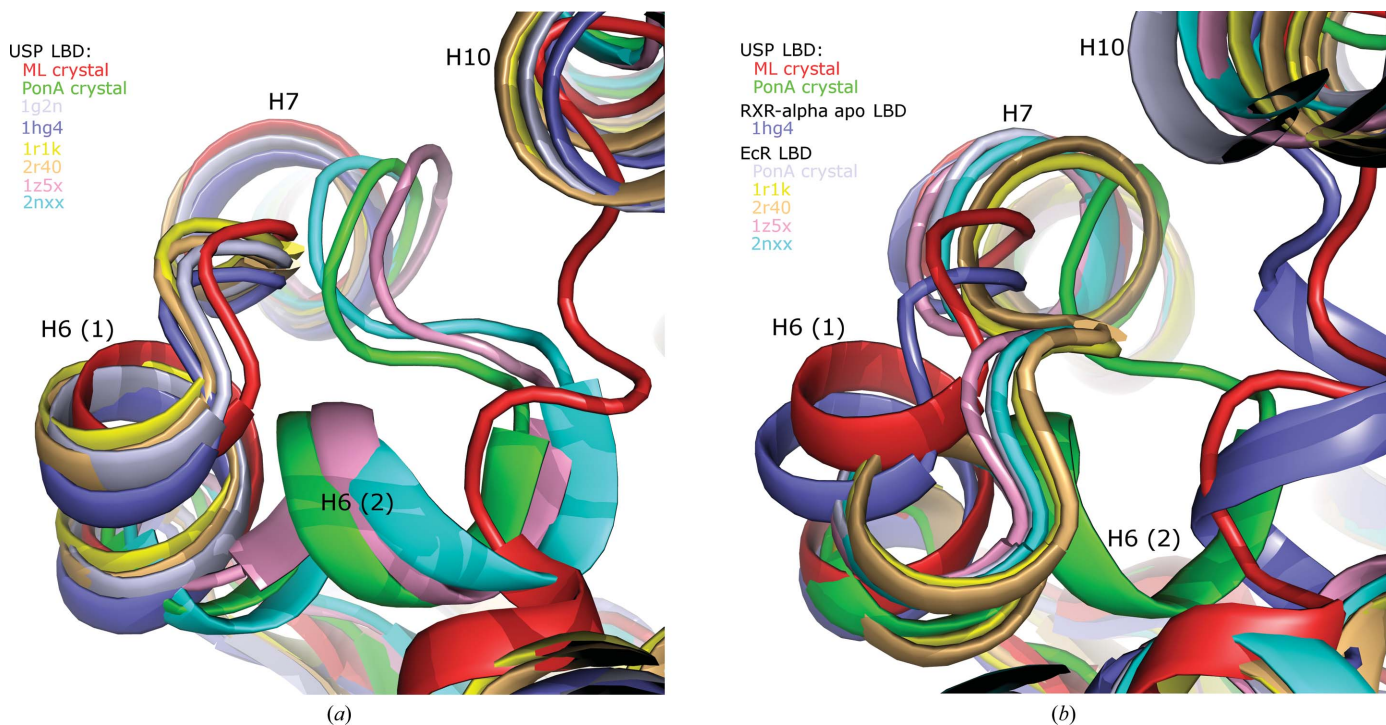 USP LBD:
ML crystal
PonA crystal
1g2n
1hg4
1r1k
2r40
1z5x
2nxx
H7
H10
H6 (1)
H6 (2)
(a)
USP LBD:
ML crystal
PonA crystal
RXR-alpha apo LBD
1hg4
EcR LBD
PonA crystal
1r1k
2r40
1z5x
2nxx
H10
H7
H6 (1)
H6 (2)
(b)